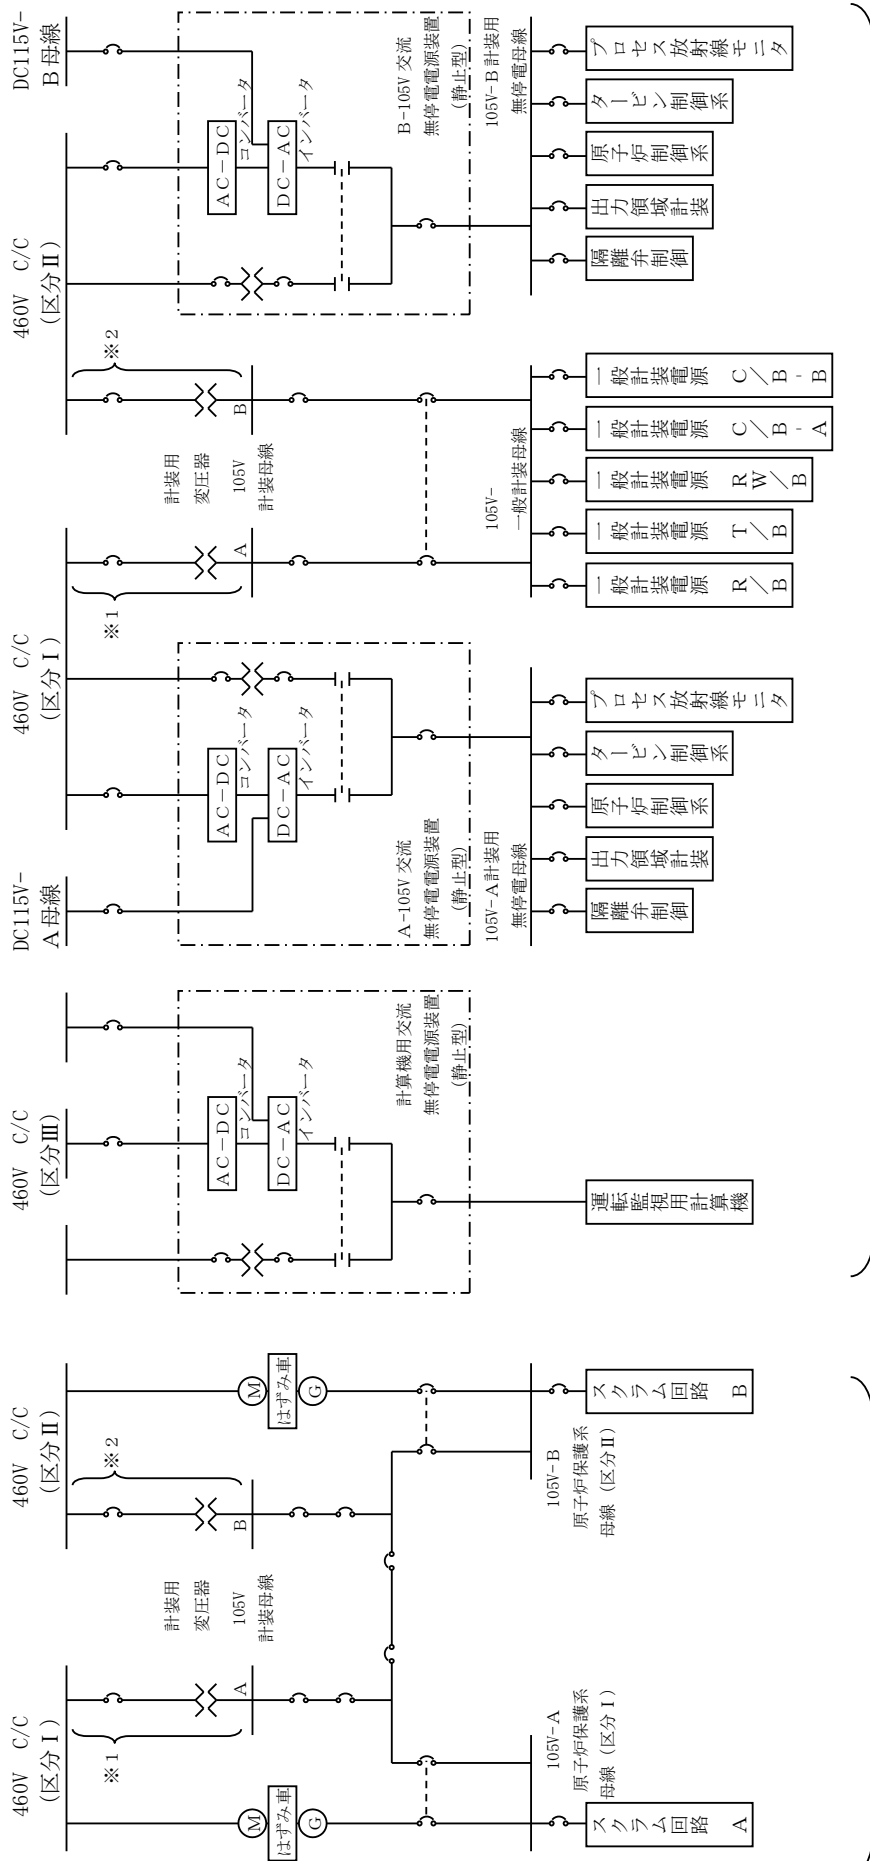 460V C/C
(区分Ⅰ)
※1
計装用
変圧器
105V
計装母線
A
M
はずみ車
G
105V-A
原子炉保護系
母線（区分Ⅰ）
スクラム回路 A
460V C/C
(区分Ⅱ)
※2
B
M
はずみ車
G
105V-B
原子炉保護系
母線（区分Ⅱ）
スクラム回路 B
460V C/C
(区分Ⅲ)
AC－DC
コンバータ
DC－AC
インバータ
計算機用交流
無停電電源装置
(静止型)
運転監視用計算機
DC115V-
A母線
460V C/C
(区分Ⅰ)
AC－DC
コンバータ
DC－AC
インバータ
A-105V交流
無停電電源装置
(静止型)
105V-A計装用
無停電母線
隔離弁制御
出力領域計装
原子炉制御系
タービン制御系
プロセス放射線モニタ
※1
A
計装用
変圧器
105V
計装母線
※2
B
105V-
一般計装母線
一般計装電源 R／B
一般計装電源 T／B
一般計装電源 RW／B
一般計装電源 C／B-A
一般計装電源 C／B-B
460V C/C
(区分Ⅱ)
DC115V-
B母線
AC－DC
コンバータ
DC－AC
インバータ
B-105V交流
無停電電源装置
(静止型)
105V-B計装用
無停電母線
隔離弁制御
出力領域計装
原子炉制御系
タービン制御系
プロセス放射線モニタ